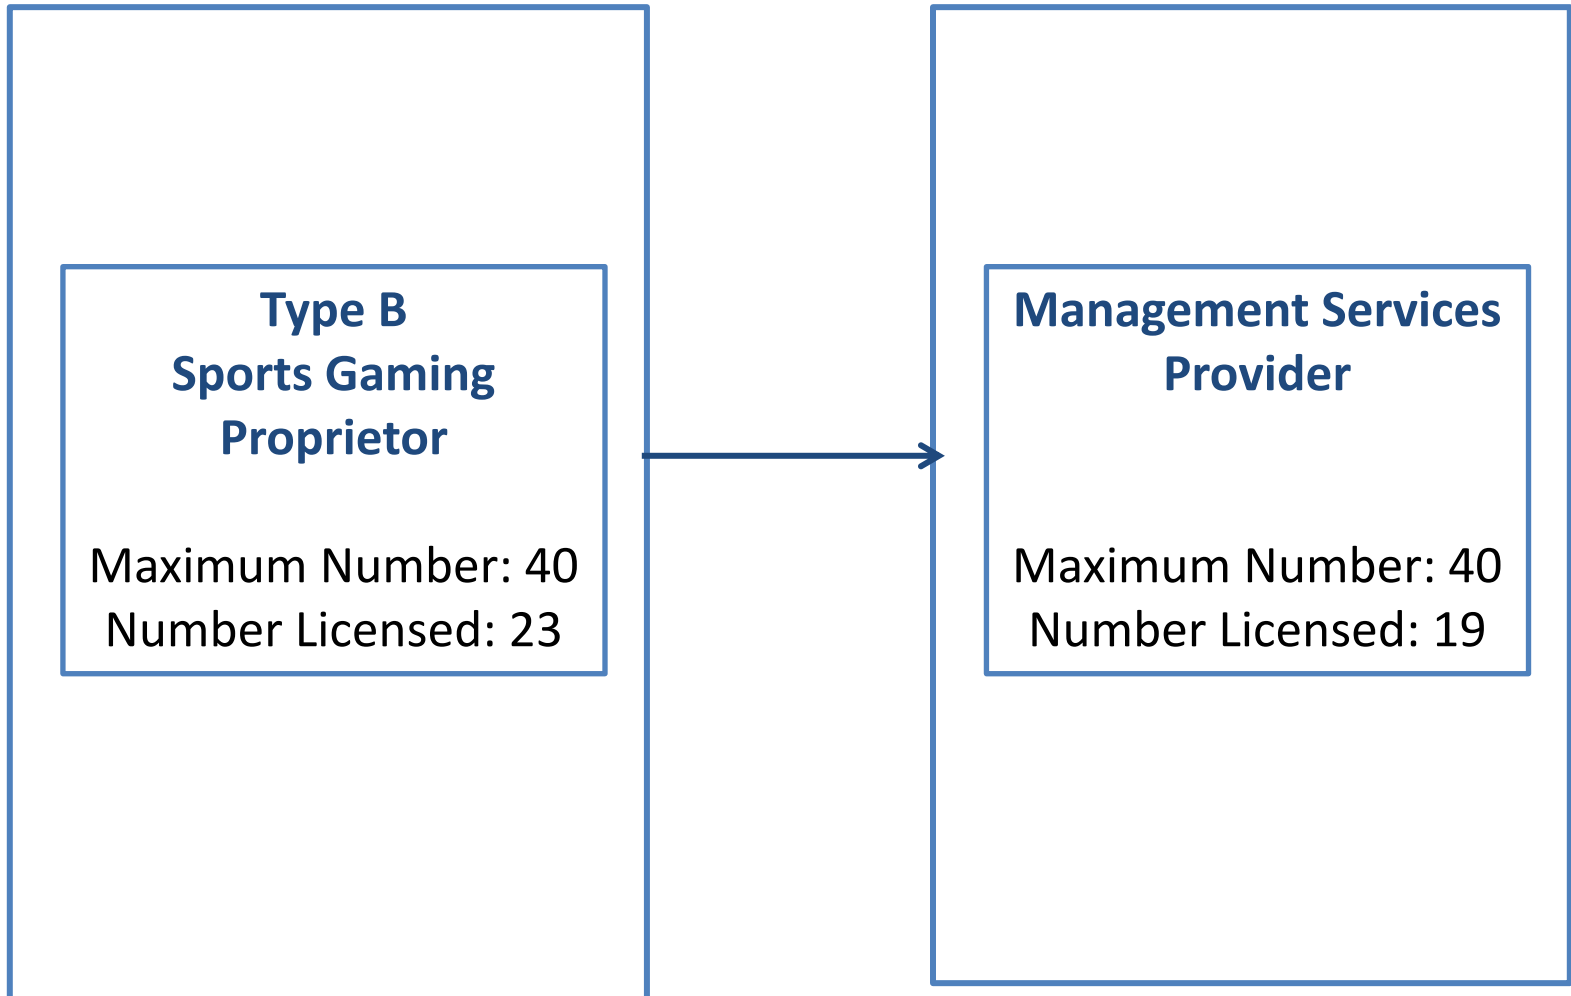 Type B
Sports Gaming
Proprietor
Maximum Number: 40
Number Licensed: 23
Management Services
Provider
Maximum Number: 40
Number Licensed: 19